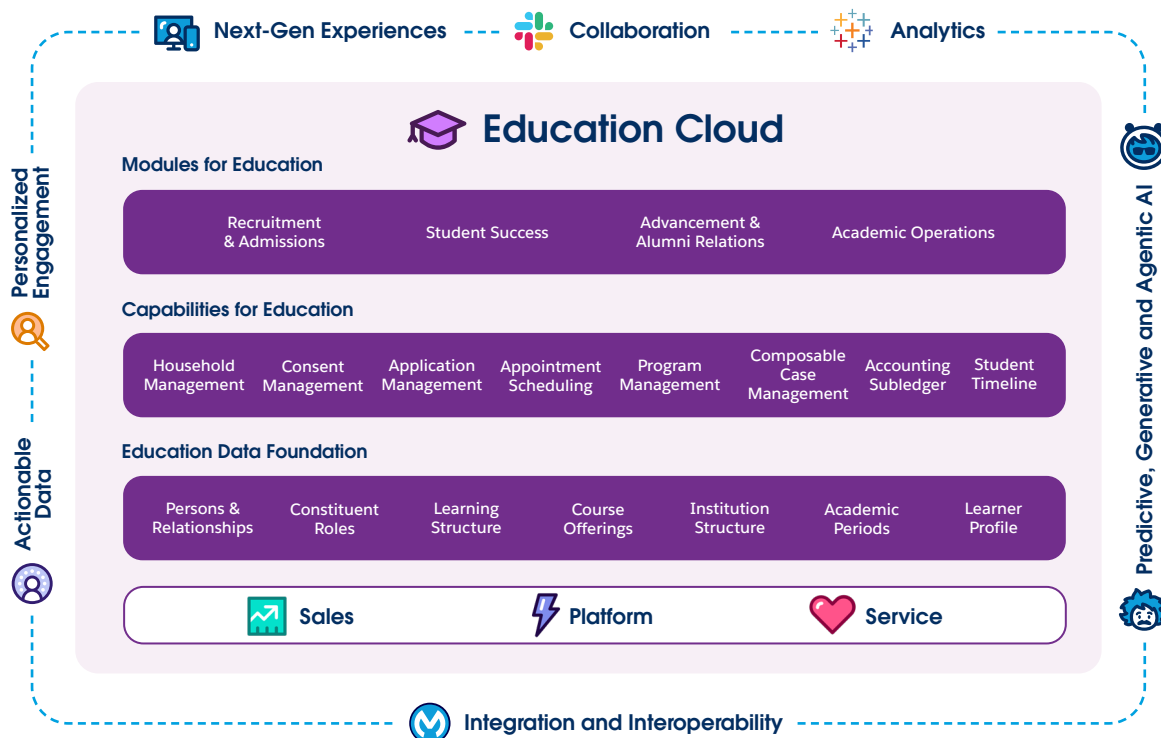 Next-Gen Experiences
Collaboration
Analytics
Education Cloud
Modules for Education
Recruitment
& Admissions
Student Success
Advancement &
Alumni Relations
Academic Operations
Capabilities for Education
Household
Management
Consent
Management
Application
Management
Appointment
Scheduling
Program
Management
Composable
Case
Management
Accounting
Subledger
Student
Timeline
Education Data Foundation
Persons &
Relationships
Constituent
Roles
Learning
Structure
Course
Offerings
Institution
Structure
Academic
Periods
Learner
Profile
Sales
Platform
Service
Personalized
Engagement
Actionable
Data
Predictive, Generative and Agentic AI
Integration and Interoperability